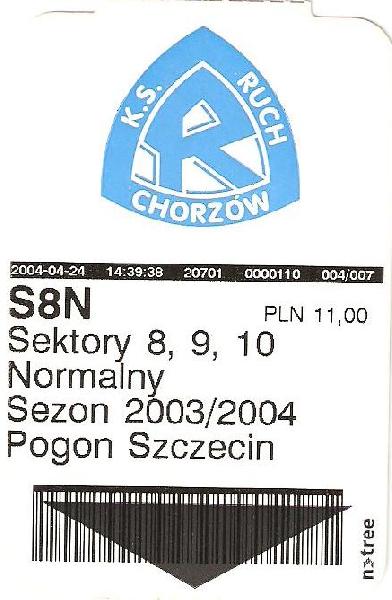 K.S. RUCH
CHORZÓW
2004-04-24 14:39:38 20701 0000110 004/007
S8N PLN 11,00
Sektory 8, 9, 10
Normalny
Sezon 2003/2004
Pogon Szczecin
n tree